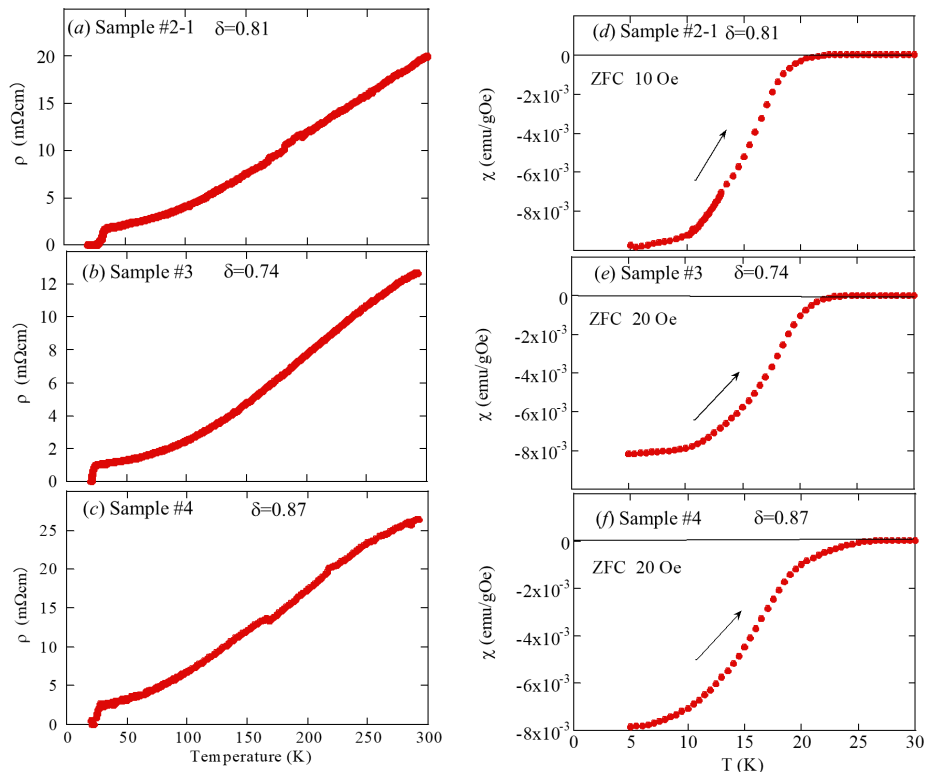 (a) Sample #2-1 δ=0.81
20
15
10
5
0
ρ (mΩcm)
(b) Sample #3 δ=0.74
12
10
8
6
4
2
0
ρ (mΩcm)
(c) Sample #4 δ=0.87
25
20
15
10
5
0
ρ (mΩcm)
0 50 100 150 200 250 300
Temperature (K)
(d) Sample #2-1 δ=0.81
ZFC 10 Oe
0
-2x10⁻³
-4x10⁻³
-6x10⁻³
-8x10⁻³
χ (emu/gOe)
(e) Sample #3 δ=0.74
ZFC 20 Oe
0
-2x10⁻³
-4x10⁻³
-6x10⁻³
-8x10⁻³
χ (emu/gOe)
(f) Sample #4 δ=0.87
ZFC 20 Oe
0
-2x10⁻³
-4x10⁻³
-6x10⁻³
-8x10⁻³
χ (emu/gOe)
0 5 10 15 20 25 30
T (K)